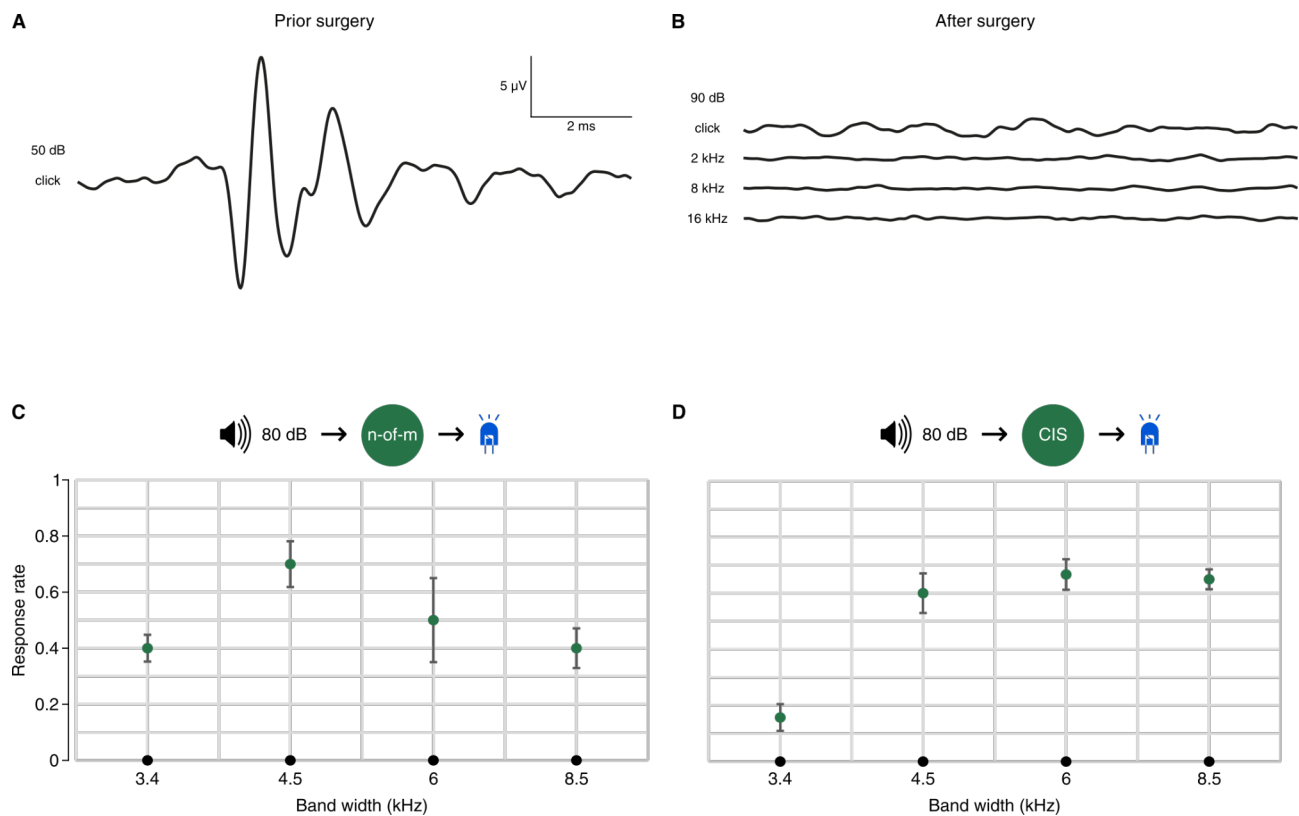 A
Prior surgery
5 µV
2 ms
50 dB
click
B
After surgery
90 dB
click
2 kHz
8 kHz
16 kHz
C
80 dB
n-of-m
Response rate
1
0.8
0.6
0.4
0.2
0
3.4
4.5
6
8.5
Band width (kHz)
D
80 dB
CIS
3.4
4.5
6
8.5
Band width (kHz)